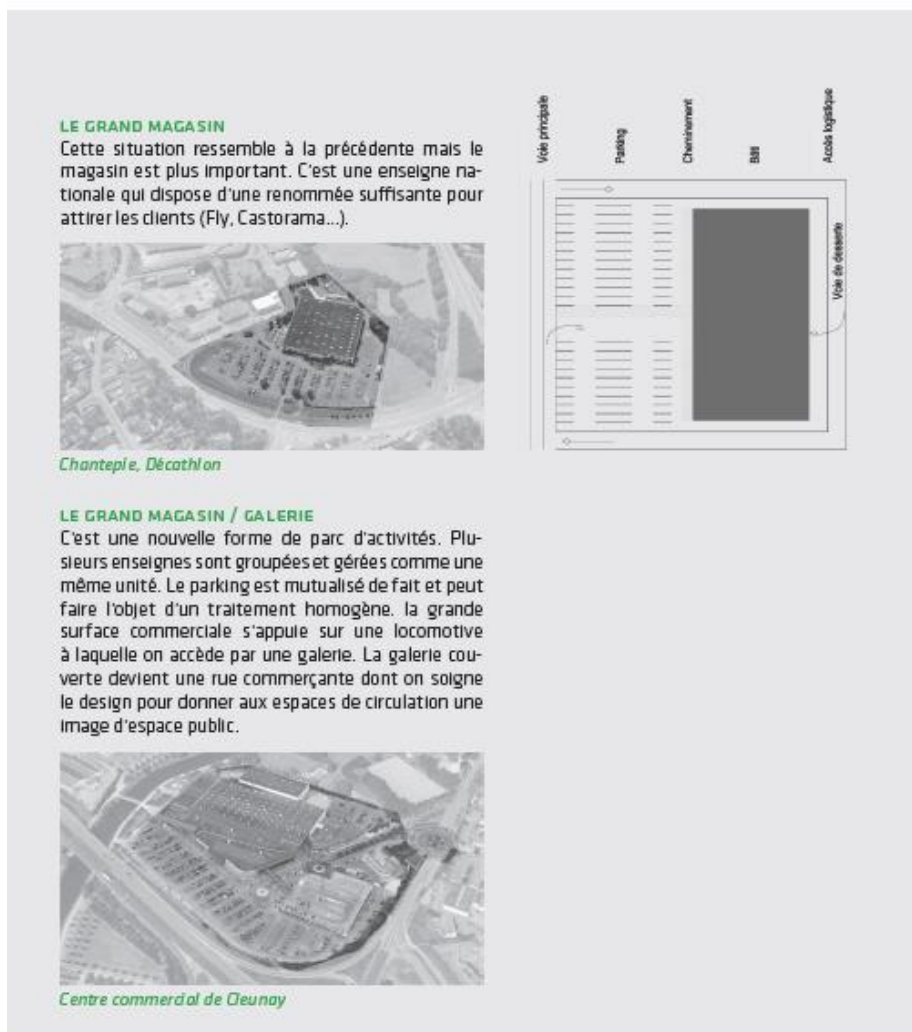 LE GRAND MAGASIN
Cette situation ressemble à la précédente mais le
magasin est plus important. C'est une enseigne na-
tionale qui dispose d'une renommée suffisante pour
attirer les clients (Fly, Castorama...).
Chantepie, Décathlon
Voie principale
Parking
Cheminement
Bâti
Accès logistique
Voie de desserte
LE GRAND MAGASIN / GALERIE
C'est une nouvelle forme de parc d'activités. Plu-
sieurs enseignes sont groupées et gérées comme une
même unité. Le parking est mutualisé de fait et peut
faire l'objet d'un traitement homogène. la grande
surface commerciale s'appuie sur une locomotive
à laquelle on accède par une galerie. La galerie cou-
verte devient une rue commerçante dont on soigne
le design pour donner aux espaces de circulation une
image d'espace public.
Centre commercial de Cleunay